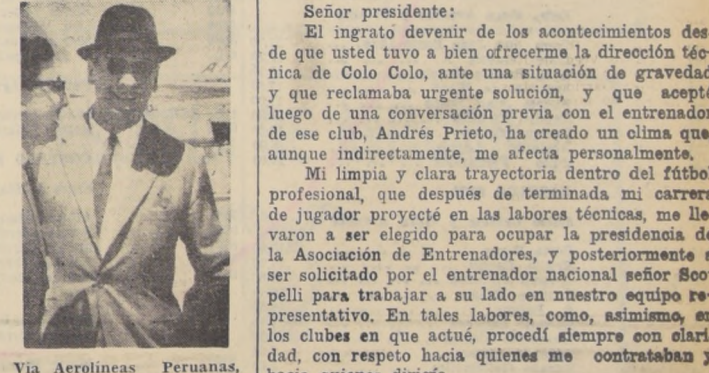 Señor presidente:
El ingrato devenir de los acontecimientos des-
de que usted tuvo a bien ofrecerme la dirección téc-
nica de Colo Colo, ante una situación de gravedad
y que reclamaba urgente solución, y que acepté
luego de una conversación previa con el entrenador
de ese club, Andrés Prieto, ha creado un clima que
aunque indirectamente, me afecta personalmente.
Mi limpia y clara trayectoria dentro del fútbol
profesional, que después de terminada mi carrera
de jugador proyecté en las labores técnicas, me lle-
varon a ser elegido para ocupar la presidencia de
la Asociación de Entrenadores, y posteriormente a
ser solicitado por el entrenador nacional señor Sco
pelli para trabajar a su lado en nuestro equipo re-
presentativo. En tales labores, como, asimismo, en
los clubes en que actué, procedí siempre con clari
dad, con respeto hacia quienes me contrataban y
Vía Aerolíneas Peruanas,